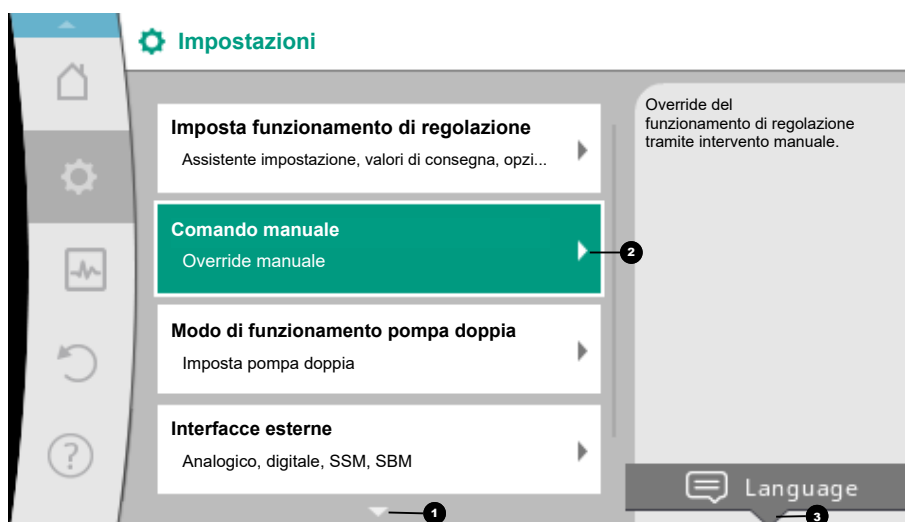 Impostazioni
Imposta funzionamento di regolazione
Assistente impostazione, valori di consegna, opzi...
Comando manuale
Override manuale
2
Modo di funzionamento pompa doppia
Imposta pompa doppia
Interfacce esterne
Analogico, digitale, SSM, SBM
1
Override del
funzionamento di regolazione
tramite intervento manuale.
Language
3
?